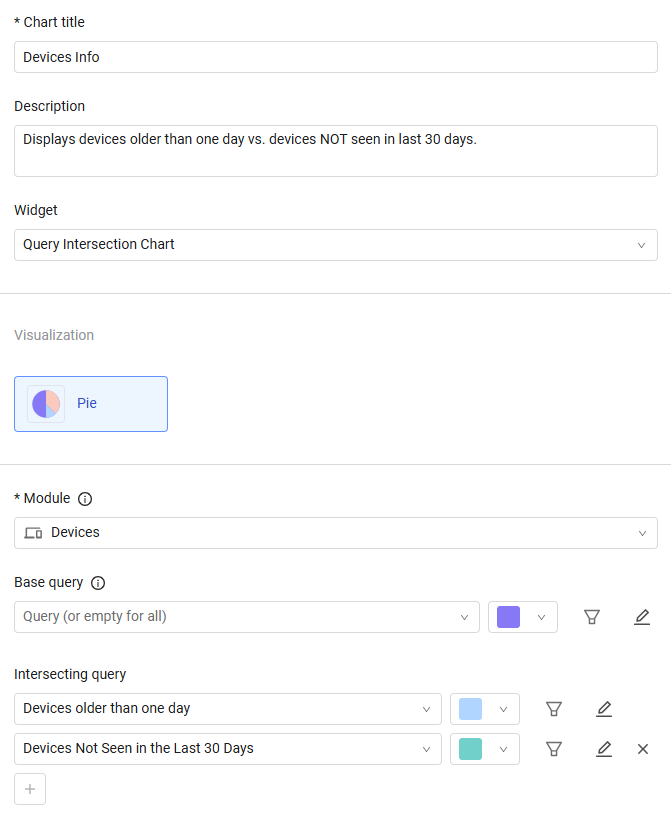 * Chart title
Devices Info
Description
Displays devices older than one day vs. devices NOT seen in last 30 days.
Widget
Query Intersection Chart
Visualization
Pie
* Module
Devices
Base query
Query (or empty for all)
Intersecting query
Devices older than one day
Devices Not Seen in the Last 30 Days